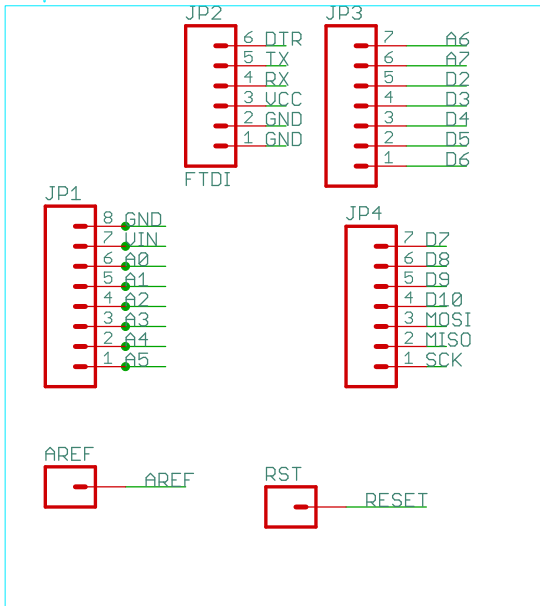 JP2
6 DTR
5 TX
4 RX
3 VCC
2 GND
1 GND
FTDI
JP3
7 A6
6 A7
5 D2
4 D3
3 D4
2 D5
1 D6
JP1
8 GND
7 VIN
6 A0
5 A1
4 A2
3 A3
2 A4
1 A5
JP4
7 D7
6 D8
5 D9
4 D10
3 MOSI
2 MISO
1 SCK
AREF
AREF
RST
RESET